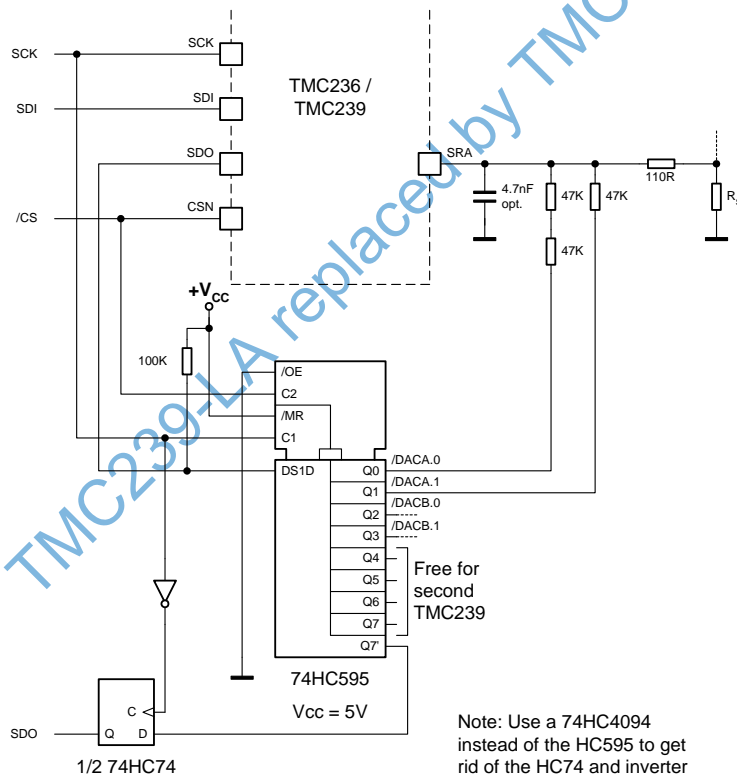 SCK
SCK
TMC236 /
TMC239
SDI
SDI
SDO
SRA
110R
4.7nF
opt.
47K
47K
/CS
CSN
47K
+VCC
100K
/OE
C2
/MR
C1
DS1D
Q0
/DACA.0
Q1
/DACA.1
Q2
/DACB.0
Q3
/DACB.1
Q4
Q5
Q6
Q7
Q7'
Free for
second
TMC239
74HC595
Vcc = 5V
C
SDO
Q
D
1/2 74HC74
Note: Use a 74HC4094
instead of the HC595 to get
rid of the HC74 and inverter
TMC239-LA replaced by TMC